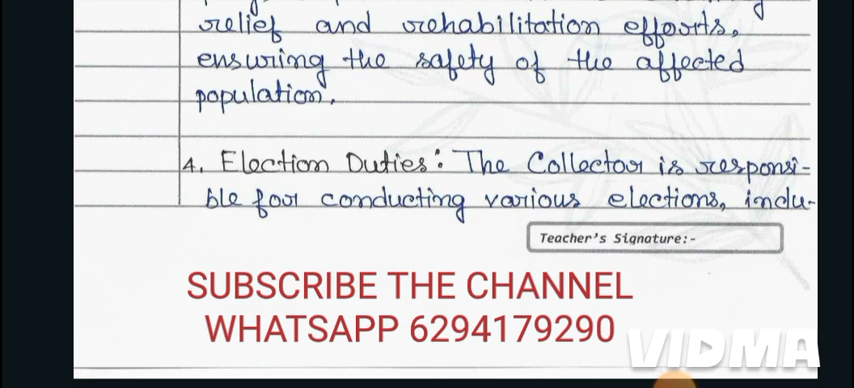 relief and rehabilitation efforts,
ensuring the safety of the affected
population.
4. Election Duties: The Collector is responsi-
ble for conducting various elections, inclu-
Teacher's Signature:-
SUBSCRIBE THE CHANNEL
WHATSAPP 6294179290
VIDMA